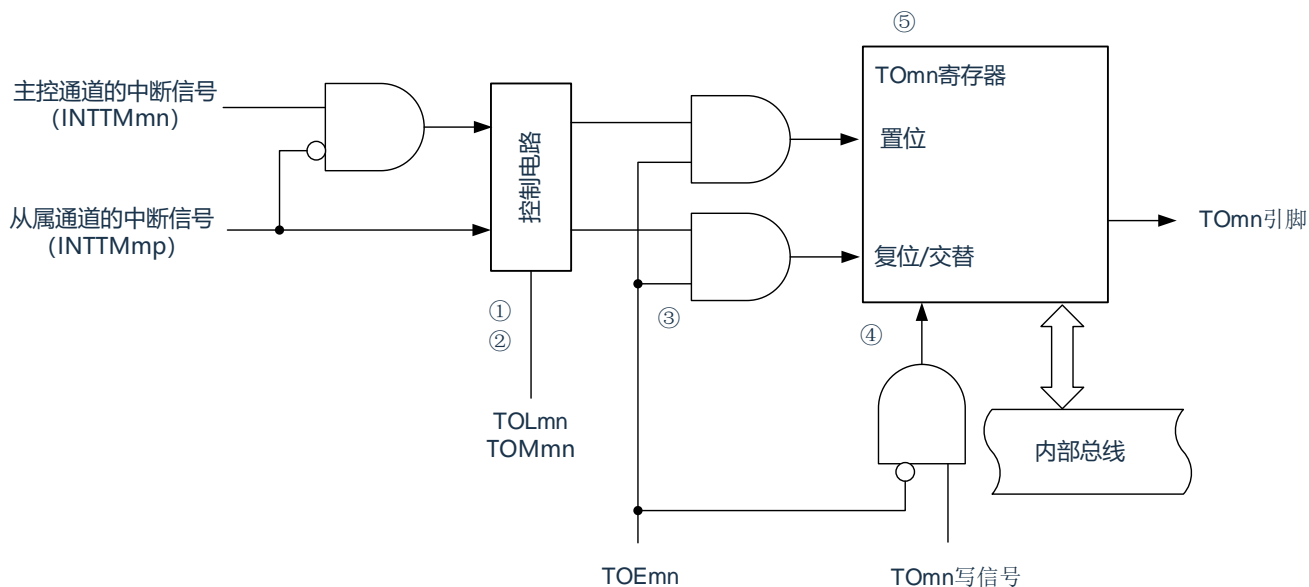 ⑤
TOmn寄存器
主控通道的中断信号
(INTTMmn)
置位
控制电路
从属通道的中断信号
(INTTMmp)
TOmn引脚
复位/交替
①
②
③
④
TOLmn
TOMmn
内部总线
TOEmn
TOmn写信号